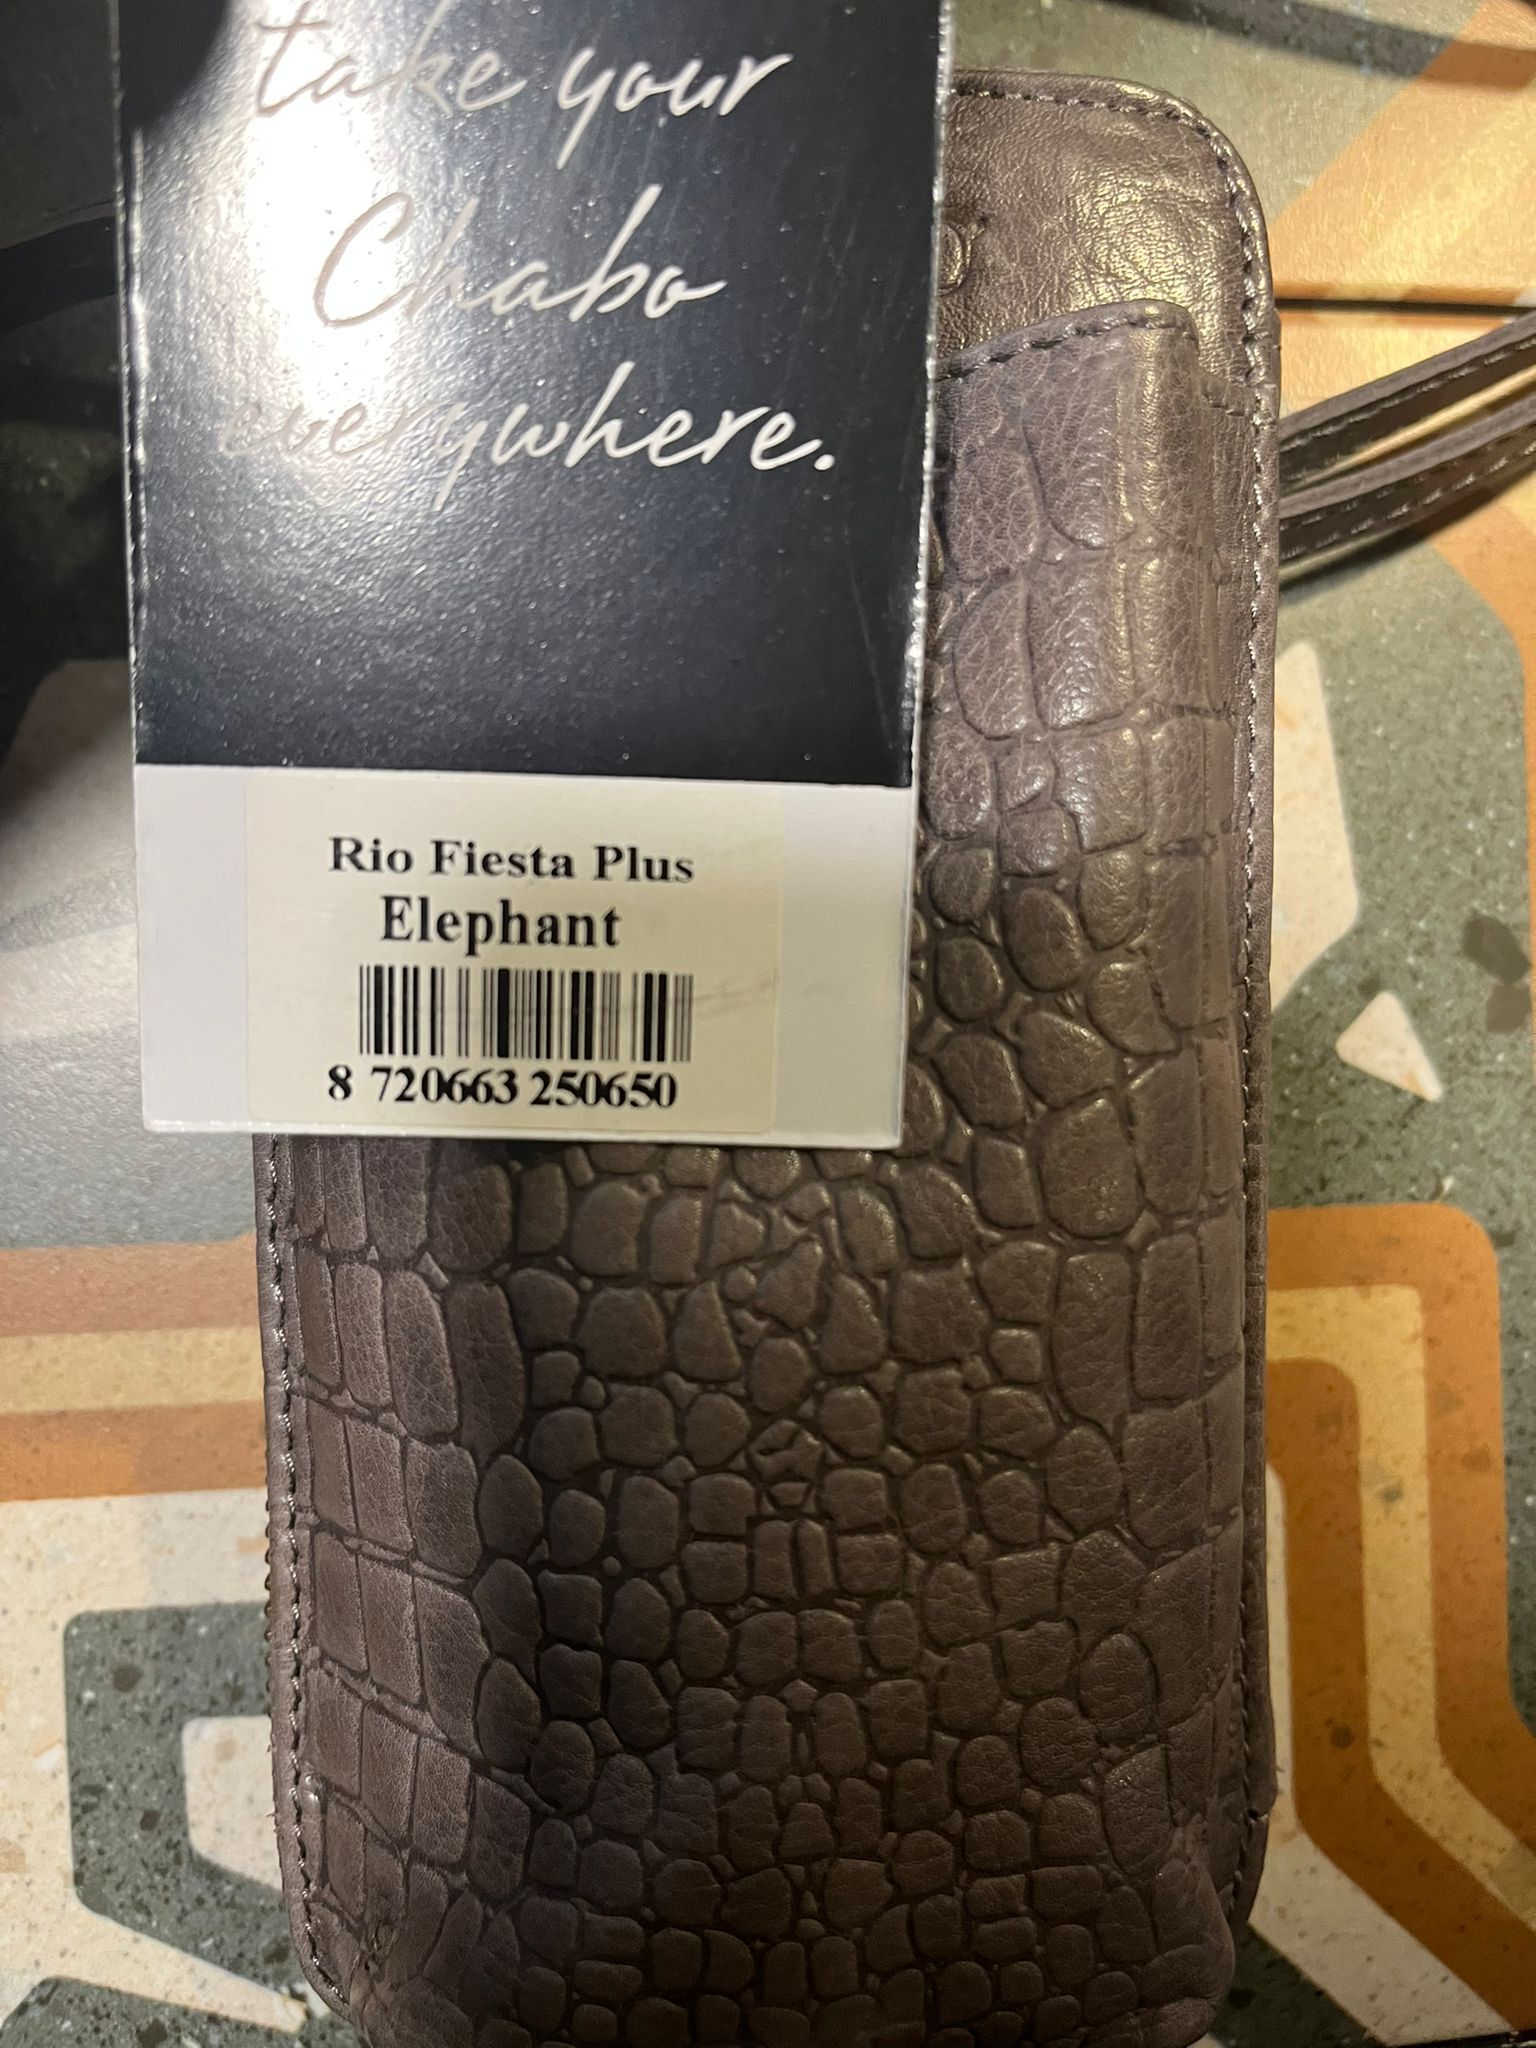 take your
Chabo
everywhere.
Rio Fiesta Plus
Elephant
8 720663 250650